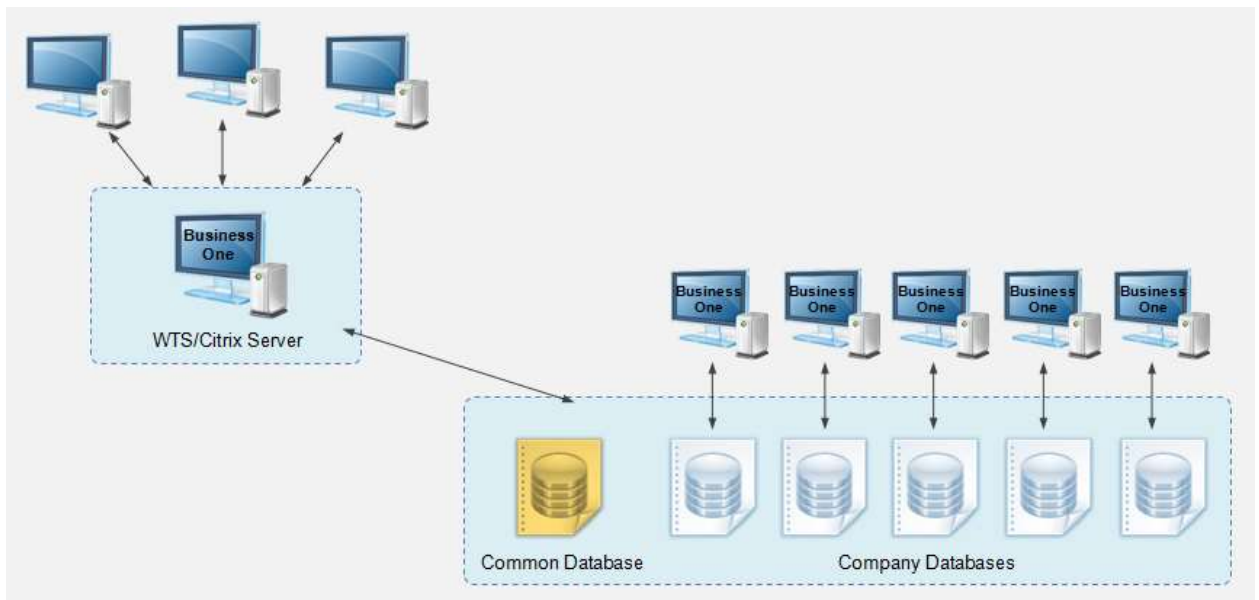 Business
One
WTS/Citrix Server
Business
One
Business
One
Business
One
Business
One
Business
One
Common Database
Company Databases